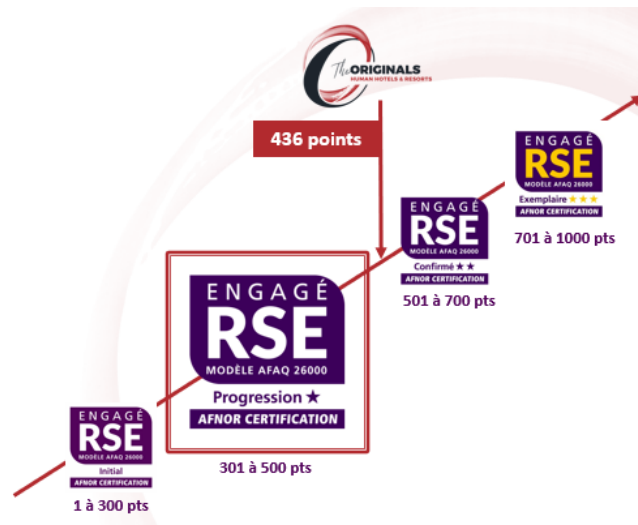 The ORIGINALS
HUMAN HOTELS & RESORTS
436 points
ENGAGÉ
RSE
MODÈLE AFAQ 26000
Exemplaire ★★★
AFNOR CERTIFICATION
701 à 1000 pts
ENGAGÉ
RSE
MODÈLE AFAQ 26000
Confirmé ★★
AFNOR CERTIFICATION
501 à 700 pts
ENGAGÉ
RSE
MODÈLE AFAQ 26000
Progression ★
AFNOR CERTIFICATION
301 à 500 pts
ENGAGÉ
RSE
MODÈLE AFAQ 26000
Initial
AFNOR CERTIFICATION
1 à 300 pts